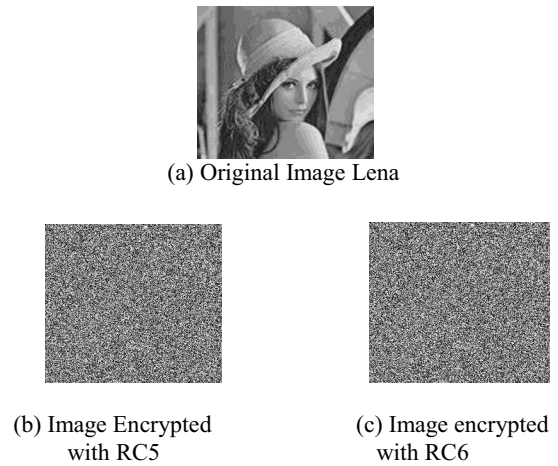 (a) Original Image Lena
(b) Image Encrypted
with RC5
(c) Image encrypted
with RC6